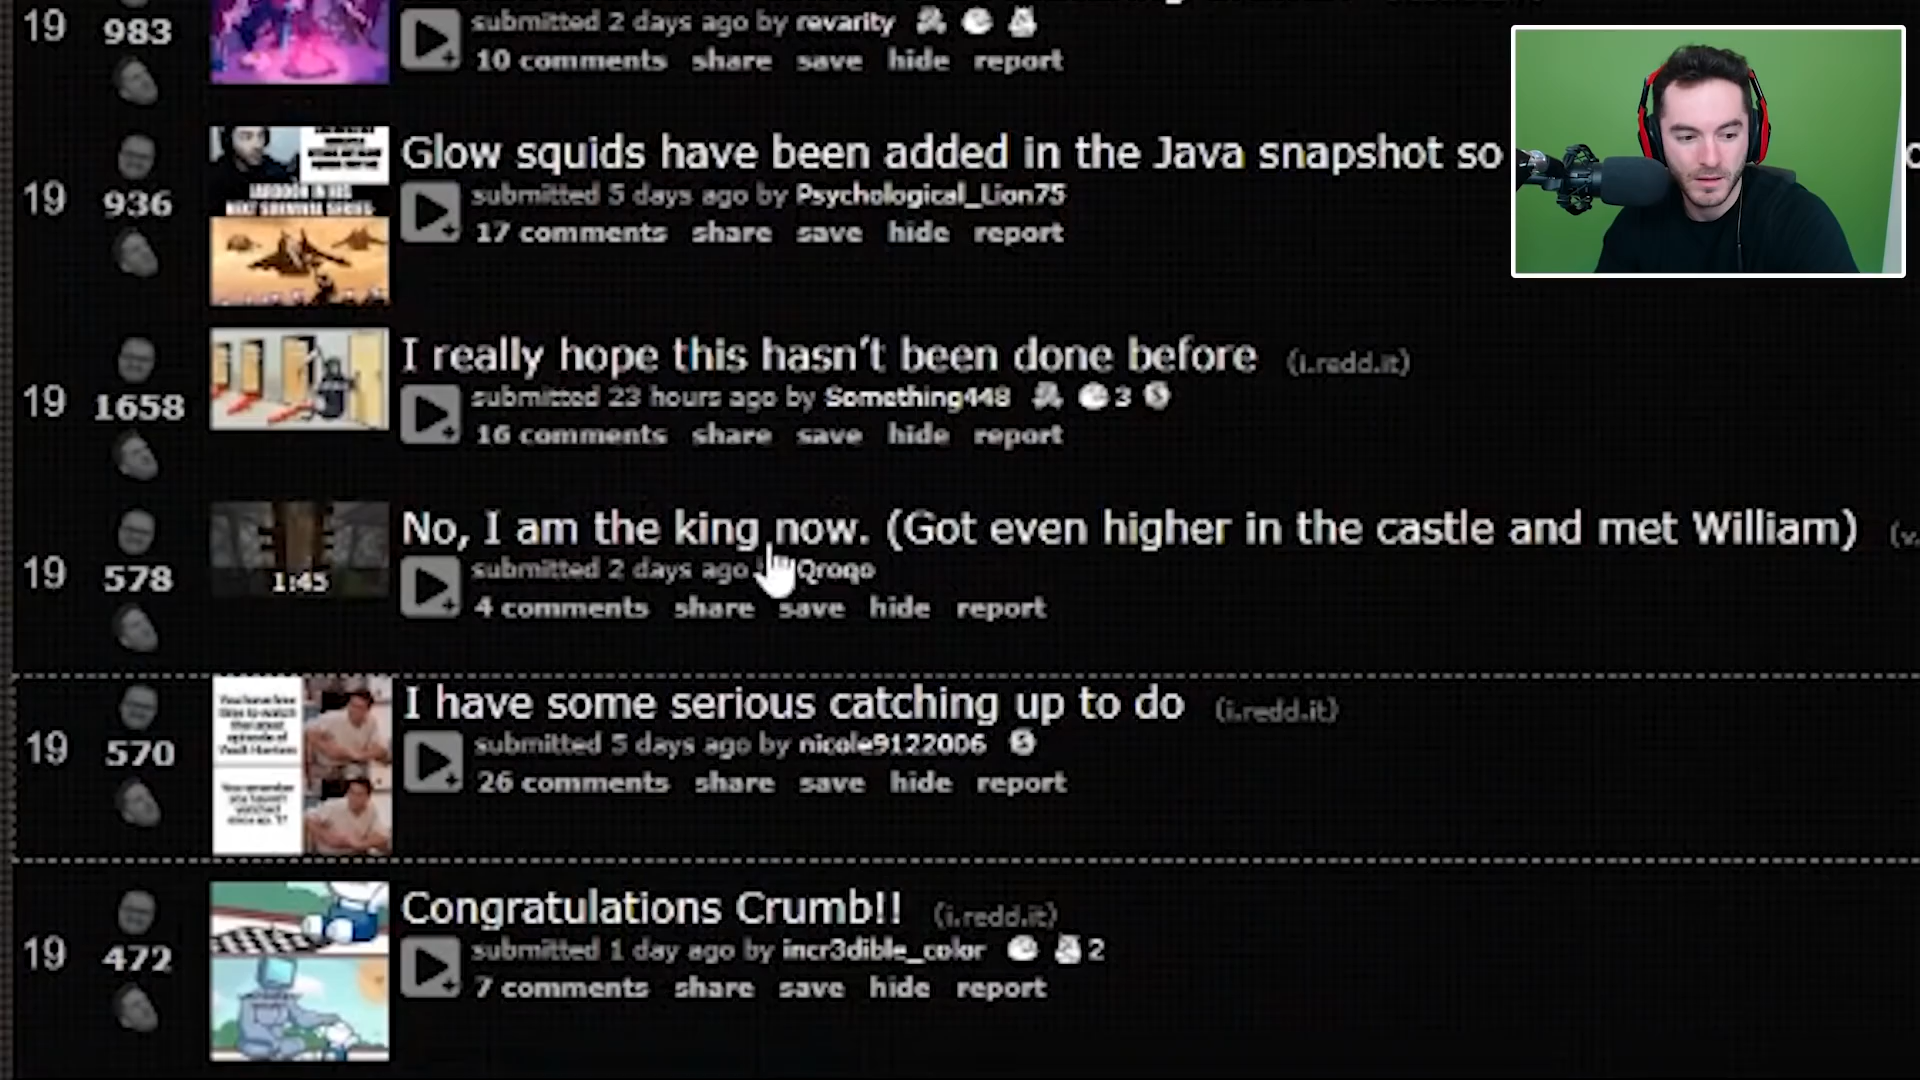 19
983
submitted 2 days ago by revarity
10 comments share save hide report
Glow squids have been added in the Java snapshot so
19
936
submitted 5 days ago by Psychological_Lion75
17 comments share save hide report
I really hope this hasn't been done before (i.redd.it)
19
1658
submitted 23 hours ago by Something448 3
16 comments share save hide report
No, I am the king now. (Got even higher in the castle and met William) (v.
19
578
1:45
submitted 2 days ago Qroqo
4 comments share save hide report
I have some serious catching up to do (i.redd.it)
19
570
submitted 5 days ago by nicole9122006
26 comments share save hide report
Congratulations Crumb!! (i.redd.it)
19
472
submitted 1 day ago by incr3dible_color 2
7 comments share save hide report